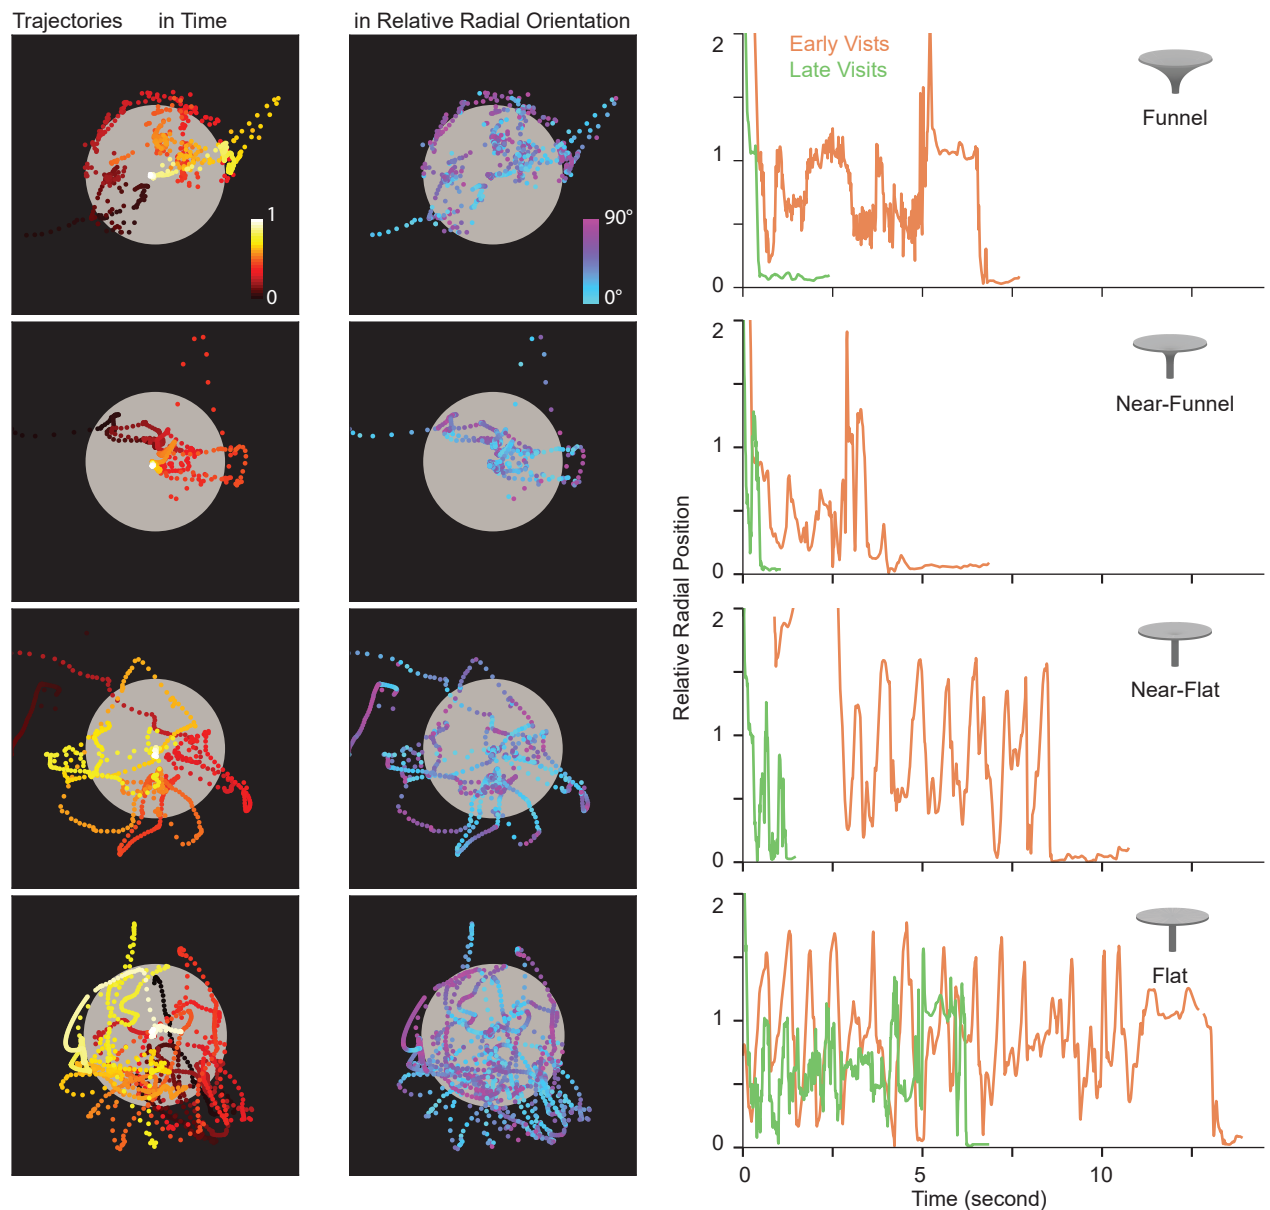 Trajectories in Time
in Relative Radial Orientation
1
0
90°
0°
Early Vists
Late Visits
2
1
0
Funnel
2
1
0
Near-Funnel
Relative Radial Position
2
1
0
Near-Flat
2
1
0
Flat
0 5 10
Time (second)